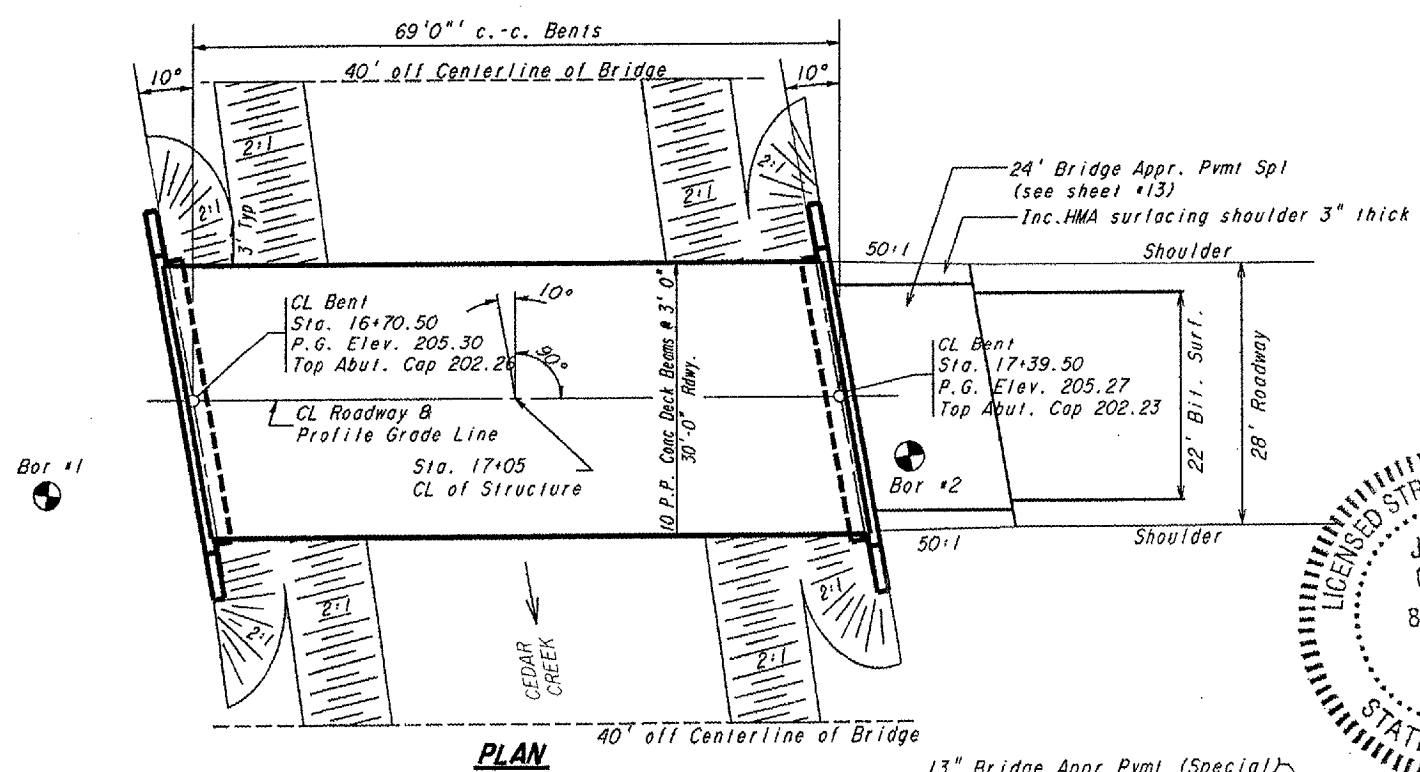 69'0"' c.-c. Bents
10°
40' off Centerline of Bridge
10°
2:1
2:1
2:1
2:1
3' Typ
24' Bridge Appr. Pvmt Spl
(see sheet #13)
Inc. HMA surfacing shoulder 3" thick
50:1
Shoulder
CL Bent
Sta. 16+70.50
P.G. Elev. 205.30
Top Abut. Cap 202.26
10°
90°
10 P.P. Conc Deck Beams @ 3' 0"
30'-0" Rdwy.
CL Bent
Sta. 17+39.50
P.G. Elev. 205.27
Top Abut. Cap 202.23
22' Bit. Surf.
28' Roadway
CL Roadway &
Profile Grade Line
Sta. 17+05
CL of Structure
Bor #1
Bor #2
50:1
Shoulder
2:1
2:1
2:1
2:1
CEDAR
CREEK
LICENSED STR
J
8
STAT
40' off Centerline of Bridge
PLAN
13" Bridge Appr Pvmt (Special)